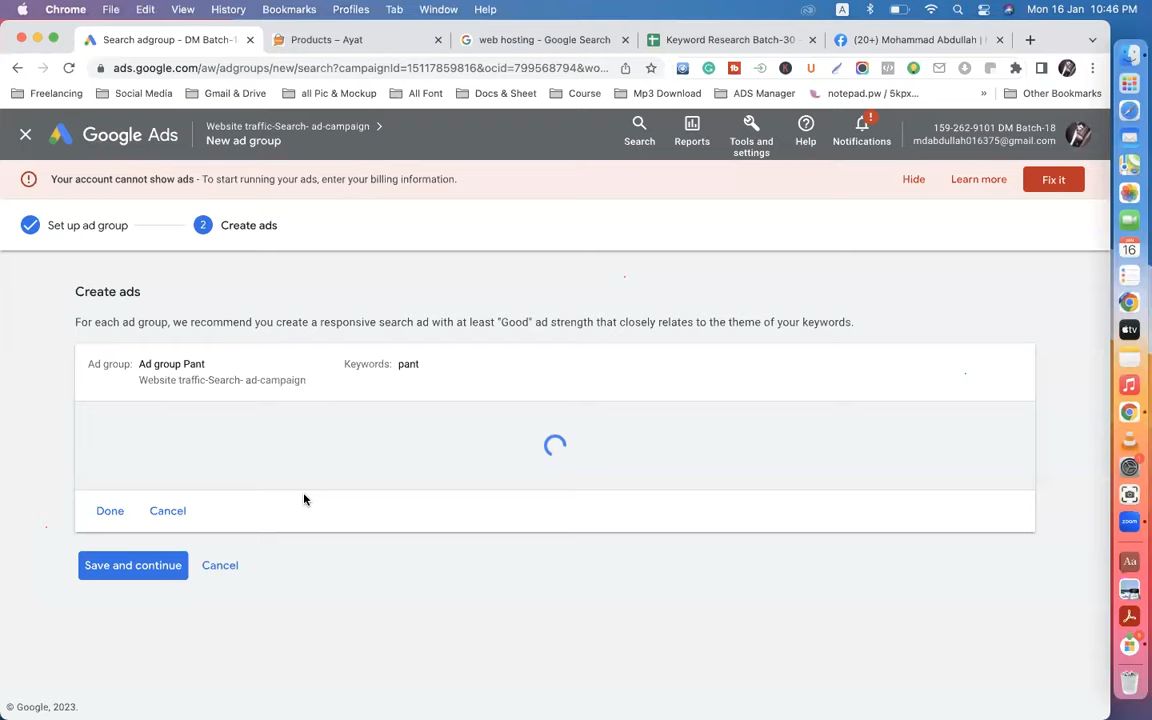 Chrome File Edit View History Bookmarks Profiles Tab Window Help A Mon 16 Jan 10:46 PM
Search adgroup - DM Batch-1
Products – Ayat
web hosting - Google Search
Keyword Research Batch-30
(20+) Mohammad Abdullah |
ads.google.com/aw/adgroups/new/search?campaignId=15117859816&ocid=799568794&wo...
Freelancing Social Media Gmail & Drive all Pic & Mockup All Font Docs & Sheet Course Mp3 Download ADS Manager notepad.pw / 5kpx... » Other Bookmarks
Google Ads
Website traffic-Search- ad-campaign
New ad group
Search
Reports
Tools and settings
Help
Notifications
159-262-9101 DM Batch-18
mdabdullah016375@gmail.com
Your account cannot show ads - To start running your ads, enter your billing information.
Hide
Learn more
Fix it
Set up ad group
2 Create ads
Create ads
For each ad group, we recommend you create a responsive search ad with at least "Good" ad strength that closely relates to the theme of your keywords.
Ad group: Ad group Pant Keywords: pant
Website traffic-Search- ad-campaign
Done Cancel
Save and continue Cancel
© Google, 2023.